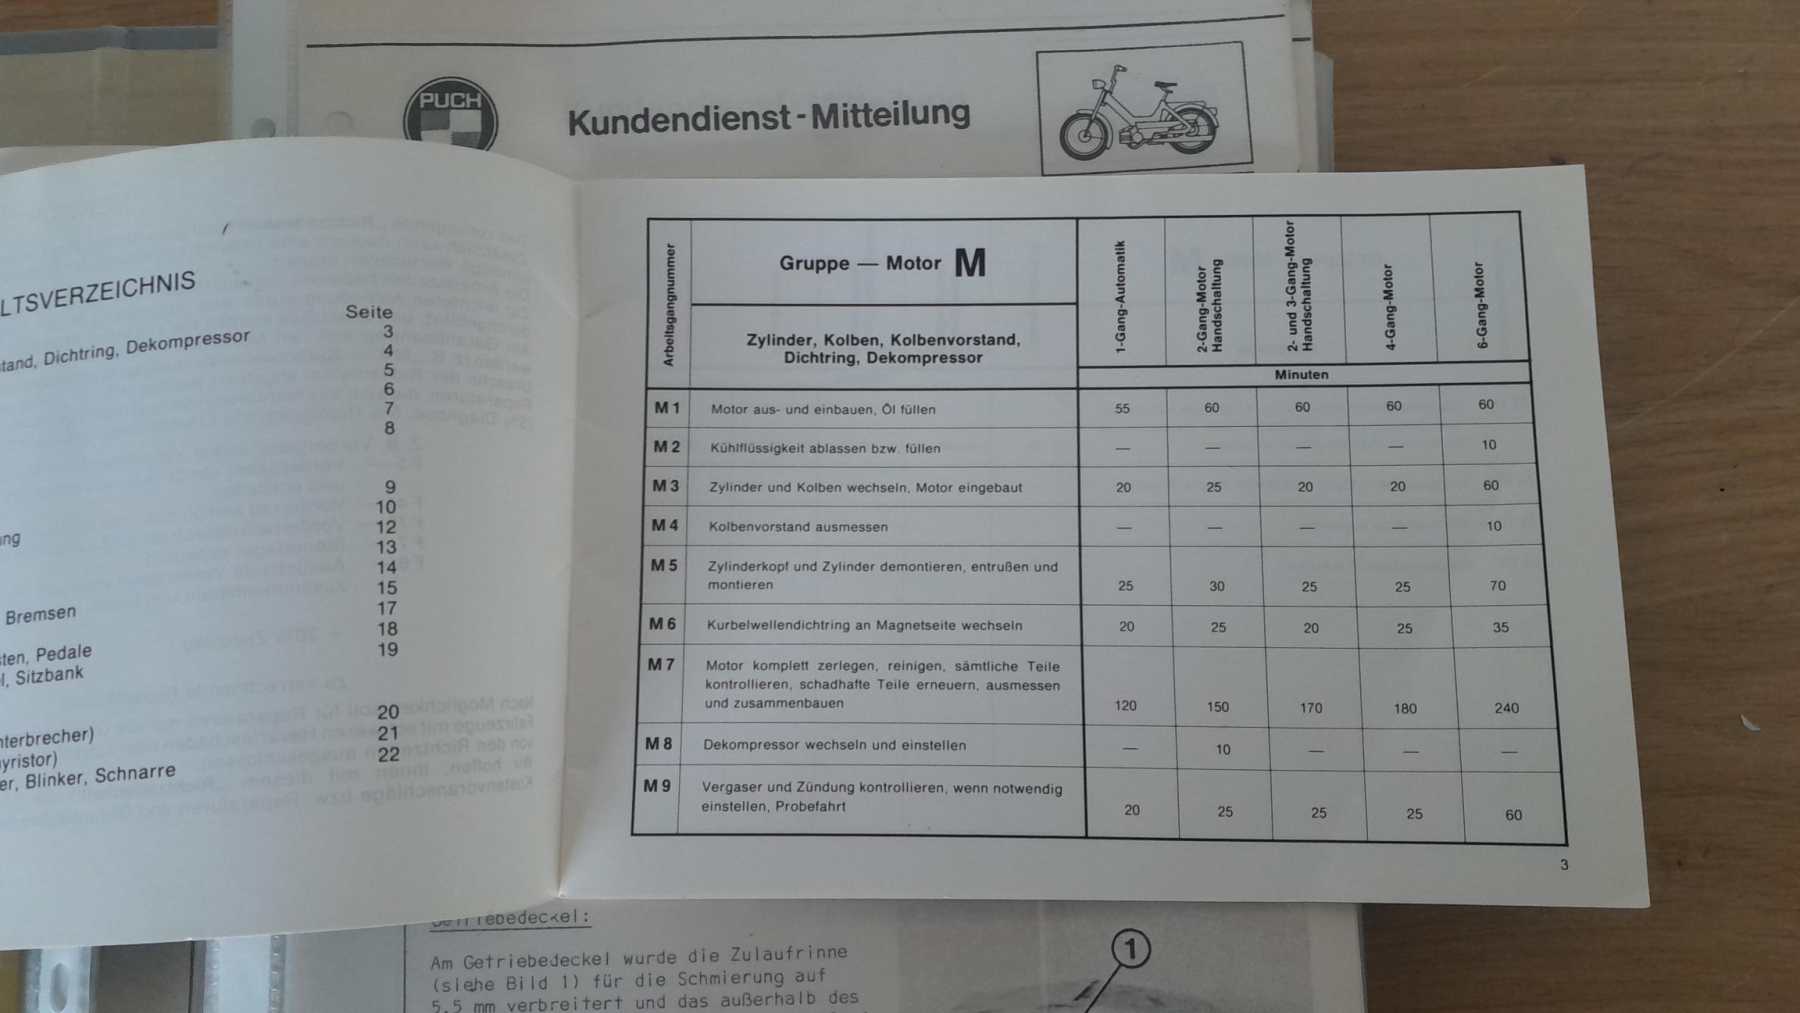 PUCH
Kundendienst-Mitteilung
LTSVERZEICHNIS
Seite
tand, Dichtring, Dekompressor 3
4
5
6
7
8
9
10
12
13
14
15
Bremsen 17
18
Pedale 19
Sitzbank
20
nterbrecher) 21
yristor) 22
er, Blinker, Schnarre
Arbeitsgangnummer
Gruppe — Motor M
Zylinder, Kolben, Kolbenvorstand,
Dichtring, Dekompressor
1-Gang-Automatik
2-Gang-Motor
Handschaltung
2- und 3-Gang-Motor
Handschaltung
4-Gang-Motor
6-Gang-Motor
Minuten
M 1 Motor aus- und einbauen, Öl füllen 55 60 60 60 60
M 2 Kühlflüssigkeit ablassen bzw. füllen — — — — 10
M 3 Zylinder und Kolben wechseln, Motor eingebaut 20 25 20 20 60
M 4 Kolbenvorstand ausmessen — — — — 10
M 5 Zylinderkopf und Zylinder demontieren, entrußen und
montieren 25 30 25 25 70
M 6 Kurbelwellendichtring an Magnetseite wechseln 20 25 20 25 35
M 7 Motor komplett zerlegen, reinigen, sämtliche Teile
kontrollieren, schadhafte Teile erneuern, ausmessen
und zusammenbauen 120 150 170 180 240
M 8 Dekompressor wechseln und einstellen — 10 — — —
M 9 Vergaser und Zündung kontrollieren, wenn notwendig
einstellen, Probefahrt 20 25 25 25 60
3
Getriebedeckel:
Am Getriebedeckel wurde die Zulaufrinne
(siehe Bild 1) für die Schmierung auf
5,5 mm verbreitert und das außerhalb des
1